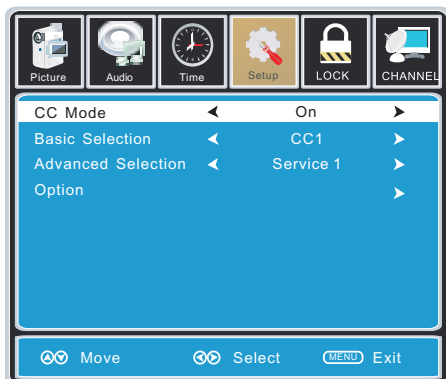 Picture Audio Time Setup LOCK CHANNEL
CC Mode On
Basic Selection CC1
Advanced Selection Service 1
Option
Move Select MENU Exit